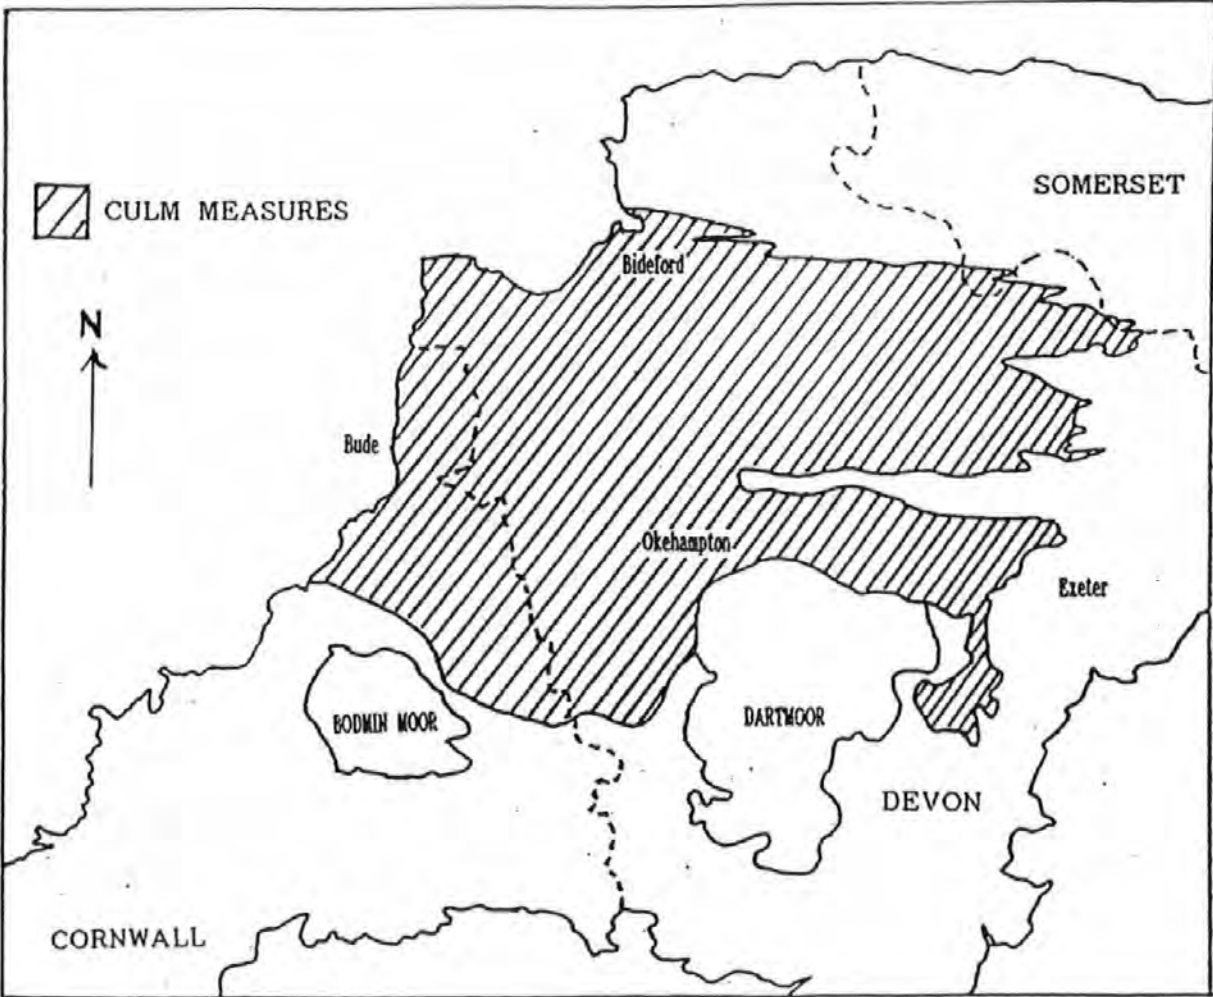 SOMERSET
CULM MEASURES
Bideford
N
Bude
Okehampton
Exeter
BODMIN MOOR
DARTMOOR
DEVON
CORNWALL